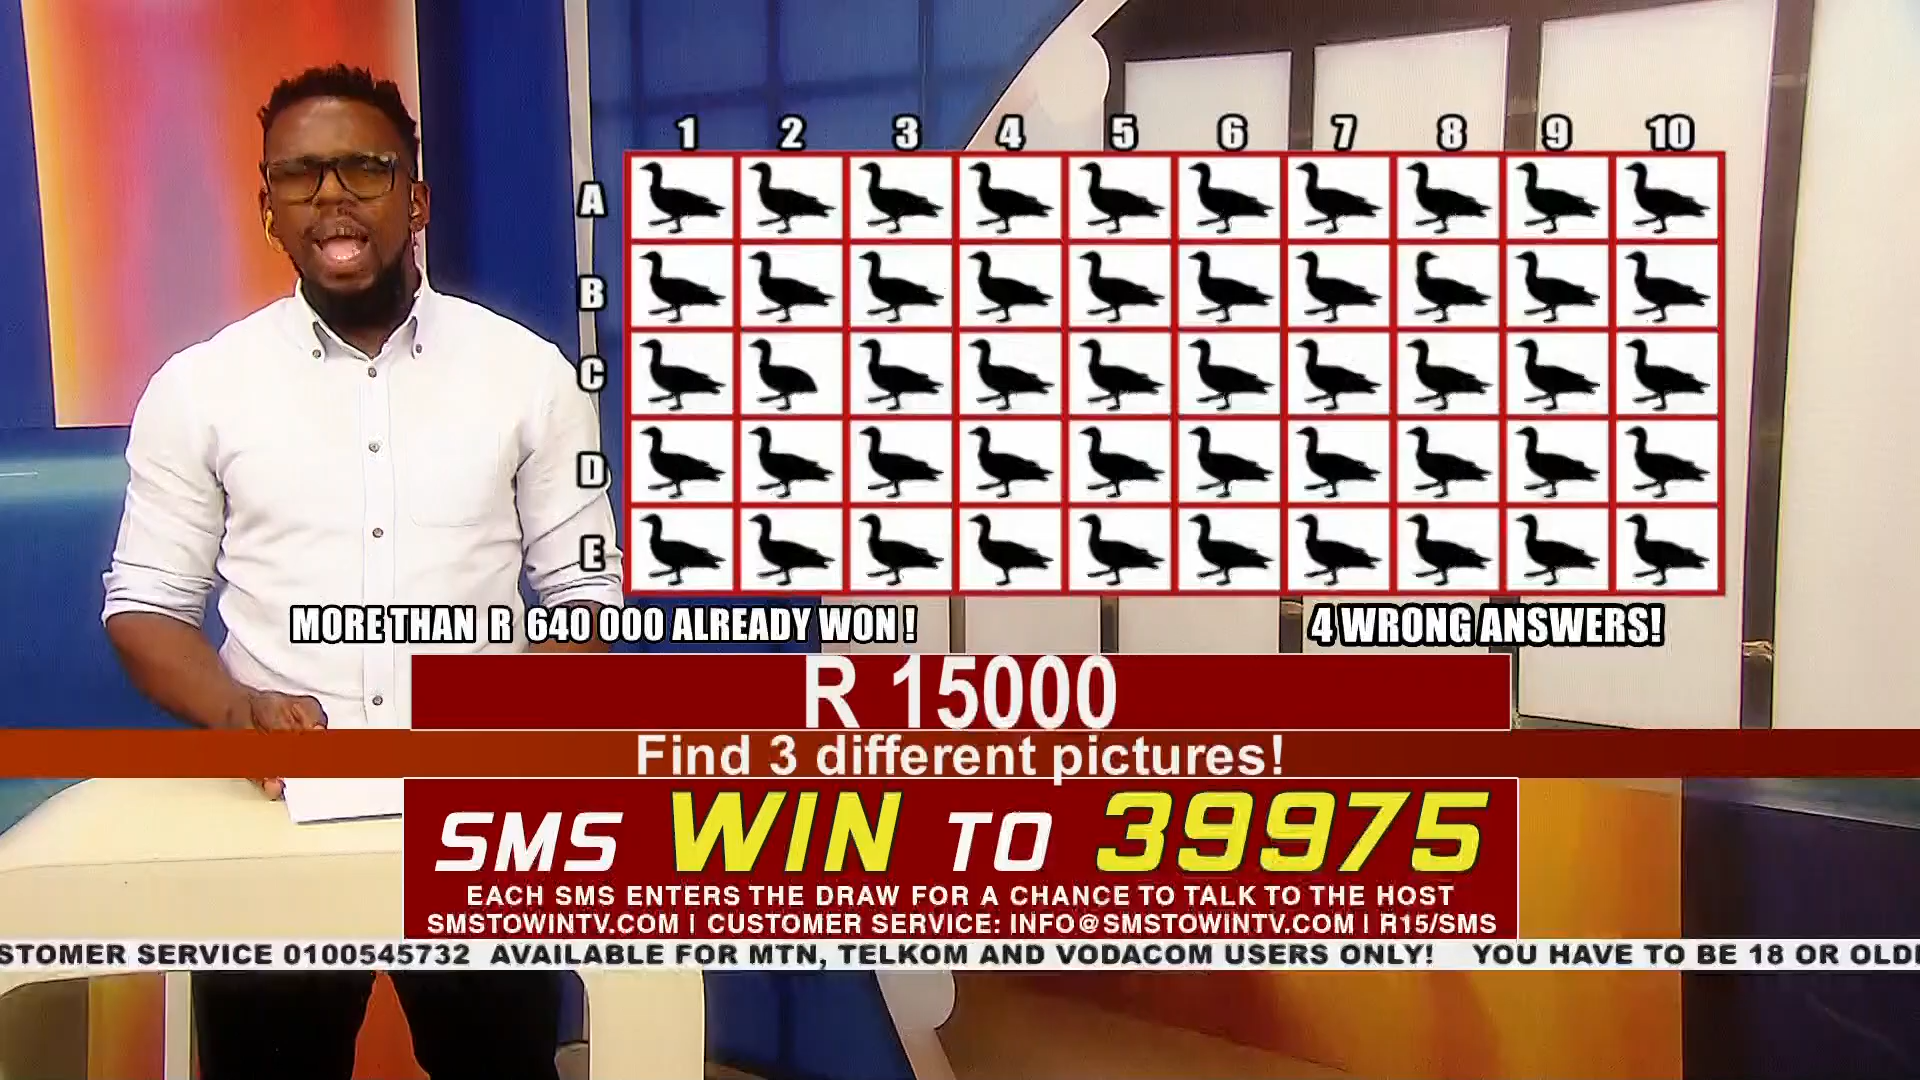 1 2 3 4 5 6 7 8 9 10
A
B
C
D
E
MORE THAN R 640 000 ALREADY WON !
4 WRONG ANSWERS!
R 15000
Find 3 different pictures!
SMS WIN TO 39975
EACH SMS ENTERS THE DRAW FOR A CHANCE TO TALK TO THE HOST
SMSTOWINTV.COM | CUSTOMER SERVICE: INFO@SMSTOWINTV.COM | R15/SMS
STOMER SERVICE 0100545732 AVAILABLE FOR MTN, TELKOM AND VODACOM USERS ONLY! YOU HAVE TO BE 18 OR OLD